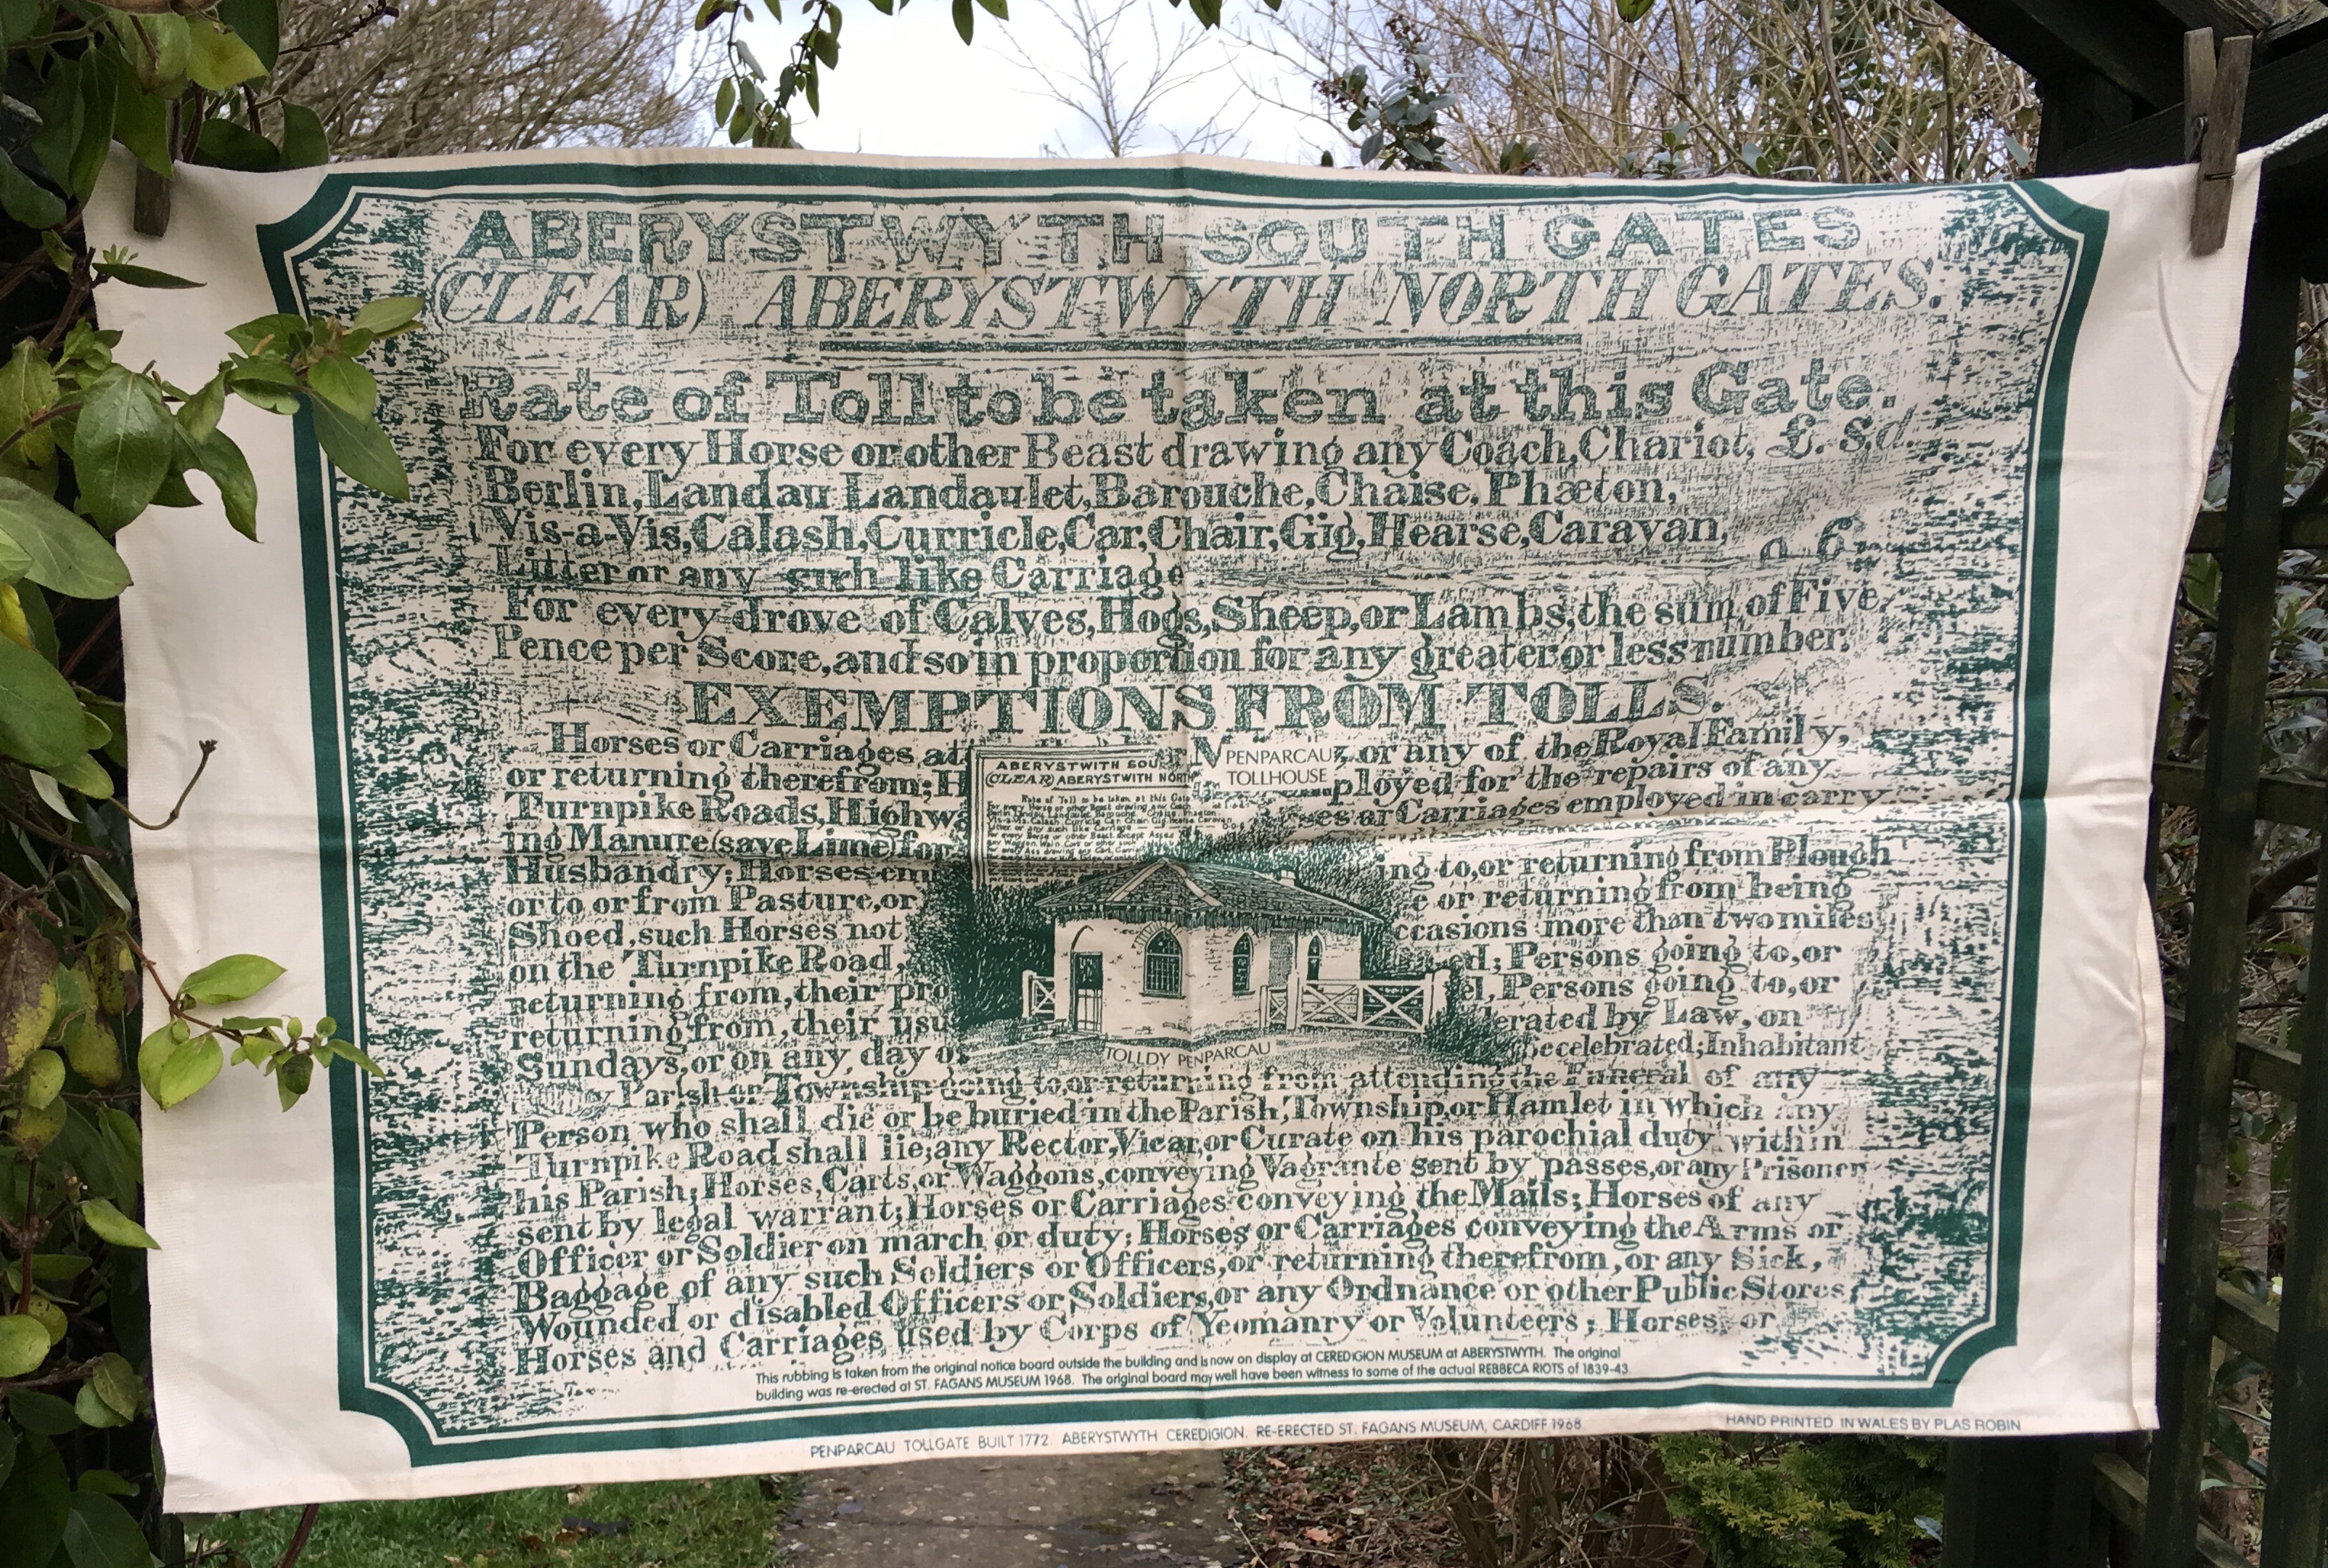 ABERYSTWYTH SOUTH GATES
(CLEAR) ABERYSTWYTH NORTH GATES.
Rate of Toll to be taken at this Gate.
For every Horse or other Beast drawing any Coach, Chariot, £. s. d.
Berlin, Landau Landaulet, Barouche, Chaise, Phæton,
Vis-a-Vis, Calash, Curricle, Car, Chair, Gig, Hearse, Caravan,
Litter or any such like Carriage. 0. 6
For every drove of Calves, Hogs, Sheep, or Lambs, the sum of Five
Pence per Score, and so in proportion for any greater or less number.
EXEMPTIONS FROM TOLLS.
Horses or Carriages att or any of the Royal Family,
or returning therefrom; H ployed for the repairs of any
Turnpike Roads, Highwa ses or Carriages employed in carry
ing Manure (save Lime) for
Husbandry; Horses em ing to, or returning from Plough
or to or from Pasture, or e or returning from being
Shoed, such Horses not ccasions more than two miles
on the Turnpike Road, ed; Persons going to, or
returning from, their pro el, Persons going to, or
returning from, their usu lerated by Law, on
Sundays, or on any day o be celebrated; Inhabitant
Parish or Township going to, or returning from attending the Funeral of any
Person who shall die or be buried in the Parish, Township, or Hamlet in which any
Turnpike Road shall lie; any Rector, Vicar, or Curate on his parochial duty within
his Parish; Horses, Carts, or Waggons, conveying Vagrants sent by passes, or any Prisoner
sent by legal warrant; Horses or Carriages conveying the Mails; Horses of any
Officer or Soldier on march or duty; Horses or Carriages conveying the Arms or
Baggage of any such Soldiers or Officers, or returning therefrom, or any Sick,
Wounded or disabled Officers or Soldiers, or any Ordnance or other Public Stores
Horses and Carriages used by Corps of Yeomanry or Volunteers; Horses, or
PENPARCAU
TOLLHOUSE
ABERYSTWITH SOU
(CLEAR) ABERYSTWITH NORTH
Rate of Toll to be taken at this Gate
TOLLDY PENPARCAU
This rubbing is taken from the original notice board outside the building and is now on display at CEREDIGION MUSEUM at ABERYSTWYTH. The original
building was re-erected at ST. FAGANS MUSEUM 1968. The original board may well have been witness to some of the actual REBBECA RIOTS of 1839-43.
PENPARCAU TOLLGATE BUILT 1772. ABERYSTWYTH CEREDIGION. RE-ERECTED ST. FAGANS MUSEUM, CARDIFF 1968
HAND PRINTED IN WALES BY PLAS ROBIN